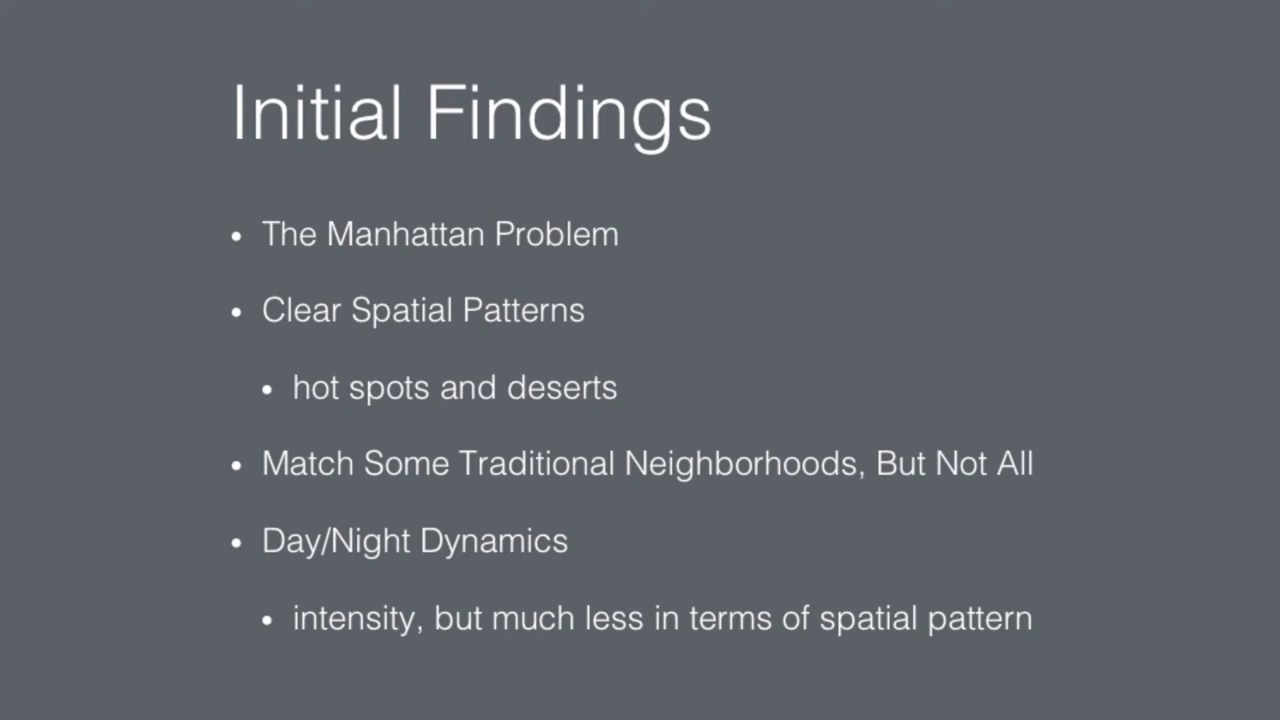 Initial Findings
• The Manhattan Problem
• Clear Spatial Patterns
• hot spots and deserts
• Match Some Traditional Neighborhoods, But Not All
• Day/Night Dynamics
• intensity, but much less in terms of spatial pattern